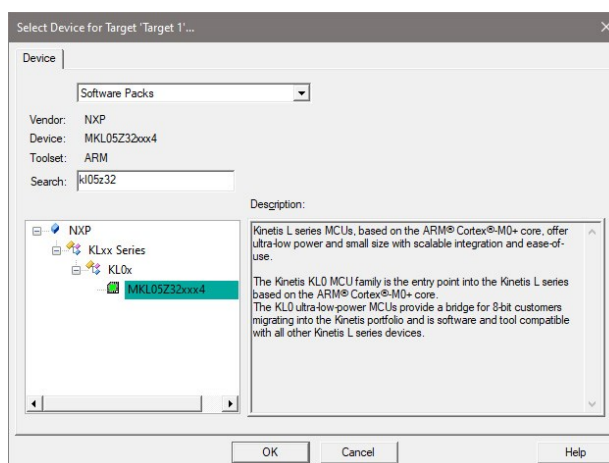 Select Device for Target 'Target 1'...
Device
Software Packs
Vendor: NXP
Device: MKL05Z32xxx4
Toolset: ARM
Search: kl05z32
Description:
NXP
KLxx Series
KL0x
MKL05Z32xxx4
Kinetis L series MCUs, based on the ARM® Cortex®-M0+ core, offer
ultra-low power and small size with scalable integration and ease-of-
use.
The Kinetis KL0 MCU family is the entry point into the Kinetis L series
based on the ARM® Cortex®-M0+ core.
The KL0 ultra-low-power MCUs provide a bridge for 8-bit customers
migrating into the Kinetis portfolio and is software and tool compatible
with all other Kinetis L series devices.
OK Cancel Help